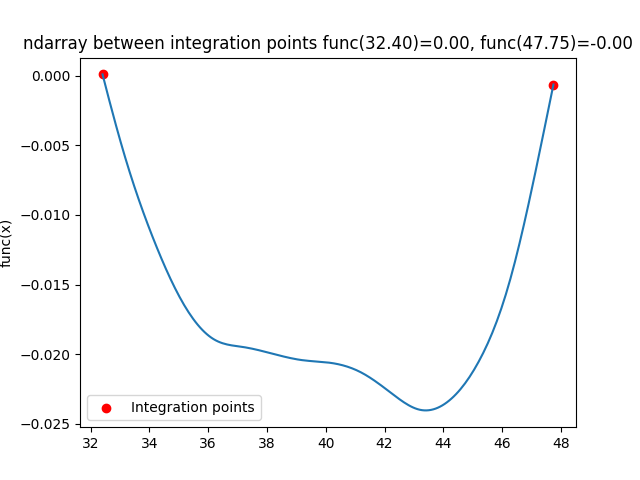 ndarray between integration points func(32.40)=0.00, func(47.75)=-0.00
0.000
−0.005
−0.010
−0.015
−0.020
−0.025
func(x)
Integration points
32 34 36 38 40 42 44 46 48